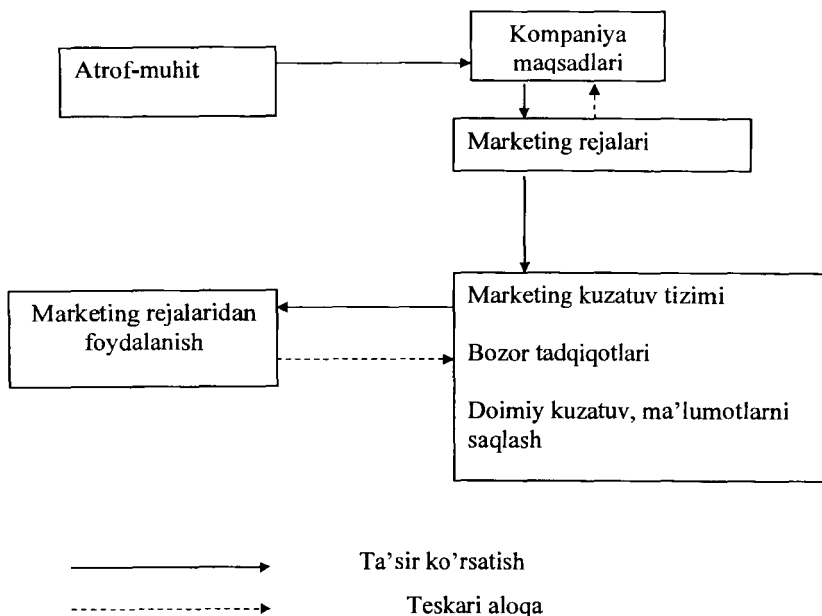 Kompaniya
maqsadlari
Atrof-muhit
Marketing rejalari
Marketing kuzatuv tizimi
Bozor tadqiqotlari
Doimiy kuzatuv, ma’lumotlarni
saqlash
Marketing rejalaridan
foydalanish
Ta’sir ko’rsatish
Teskari aloqa